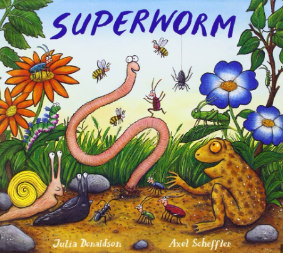 SUPERWORM
Julia Donaldson Axel Scheffler